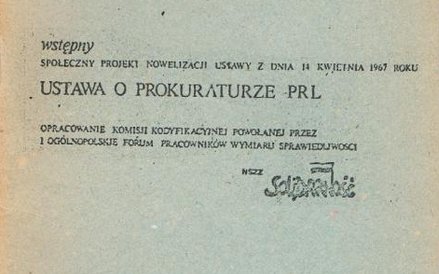 wstępny
SPOŁECZNY PROJEKT NOWELIZACJI USTAWY Z DNIA 14 KWIETNIA 1967 ROKU
USTAWA O PROKURATURZE PRL
OPRACOWANIE KOMISJI KODYFIKACYJNEJ POWOŁANEJ PRZEZ
I OGÓLNOPOLSKIE FORUM PRACOWNIKÓW WYMIARU SPRAWIEDLIWOŚCI
NSZZ
Solidarność